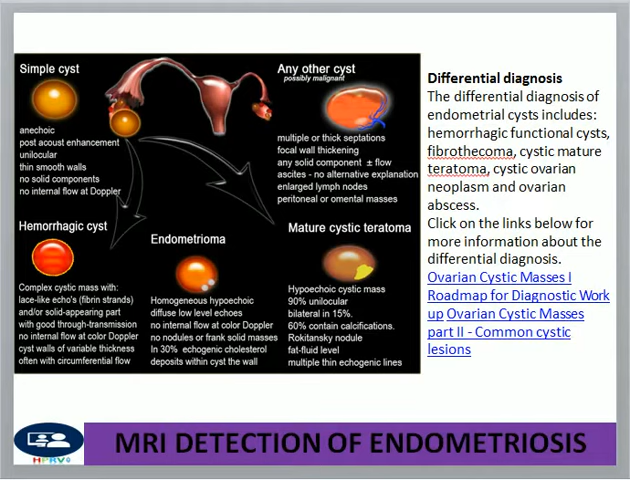 Simple cyst
anechoic
post acoust enhancement
unilocular
thin smooth walls
no solid components
no internal flow at Doppler
Any other cyst
possibly malignant
multiple or thick septations
focal wall thickening
any solid component ± flow
ascites - no alternative explanation
enlarged lymph nodes
peritoneal or omental masses
Hemorrhagic cyst
Complex cystic mass with:
lace-like echo's (fibrin strands)
and/or solid-appearing part
with good through-transmission
no internal flow at color Doppler
cyst walls of variable thickness
often with circumferential flow
Endometrioma
Homogeneous hypoechoic
diffuse low level echoes
no internal flow at color Doppler
no nodules or frank solid masses
In 30% echogenic cholesterol
deposits within cyst the wall
Mature cystic teratoma
Hypoechoic cystic mass
90% unilocular
bilateral in 15%.
60% contain calcifications.
Rokitansky nodule
fat-fluid level
multiple thin echogenic lines
Differential diagnosis
The differential diagnosis of
endometrial cysts includes:
hemorrhagic functional cysts,
fibrothecoma, cystic mature
teratoma, cystic ovarian
neoplasm and ovarian
abscess.
Click on the links below for
more information about the
differential diagnosis.
Ovarian Cystic Masses I
Roadmap for Diagnostic Work
up Ovarian Cystic Masses
part II - Common cystic
lesions
HPRV
MRI DETECTION OF ENDOMETRIOSIS